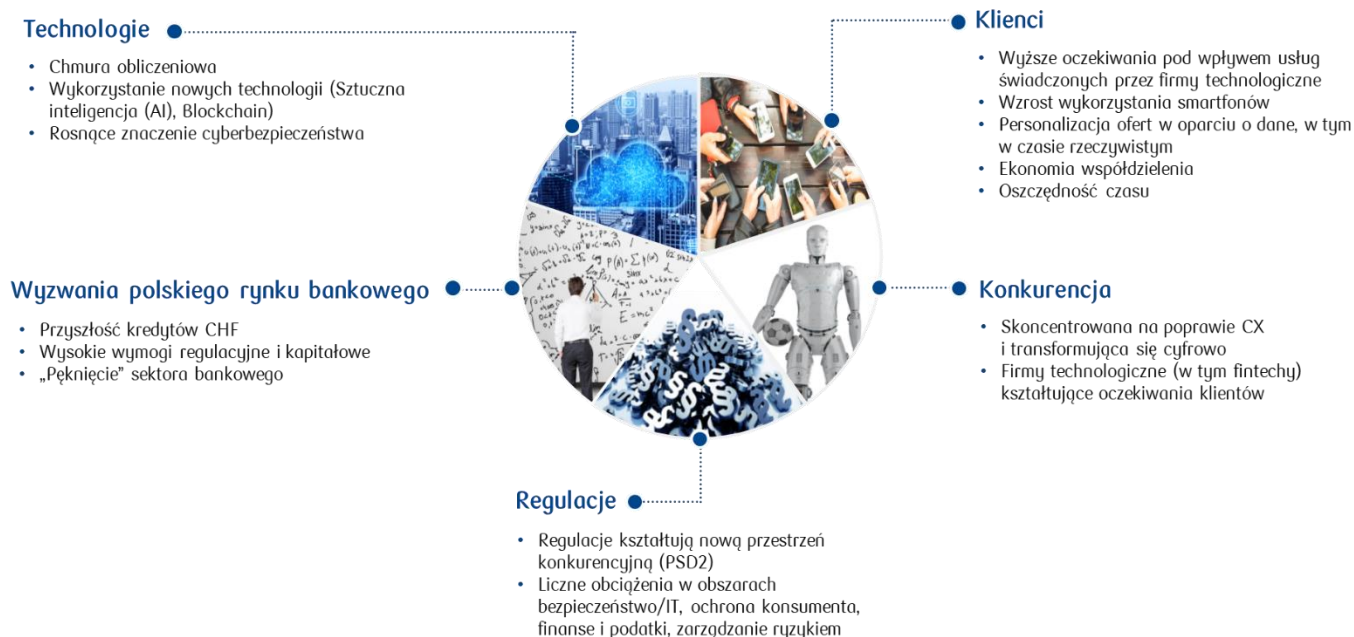 Technologie
• Chmura obliczeniowa
• Wykorzystanie nowych technologii (Sztuczna
inteligencja (AI), Blockchain)
• Rosnące znaczenie cyberbezpieczeństwa
Klienci
• Wyższe oczekiwania pod wpływem usług
świadczonych przez firmy technologiczne
• Wzrost wykorzystania smartfonów
• Personalizacja ofert w oparciu o dane, w tym
w czasie rzeczywistym
• Ekonomia współdzielenia
• Oszczędność czasu
Wyzwania polskiego rynku bankowego
• Przyszłość kredytów CHF
• Wysokie wymogi regulacyjne i kapitałowe
• „Pęknięcie” sektora bankowego
Konkurencja
• Skoncentrowana na poprawie CX
i transformująca się cyfrowo
• Firmy technologiczne (w tym fintechy)
kształtujące oczekiwania klientów
Regulacje
• Regulacje kształtują nową przestrzeń
konkurencyjną (PSD2)
• Liczne obciążenia w obszarach
bezpieczeństwo/IT, ochrona konsumenta,
finanse i podatki, zarządzanie ryzykiem